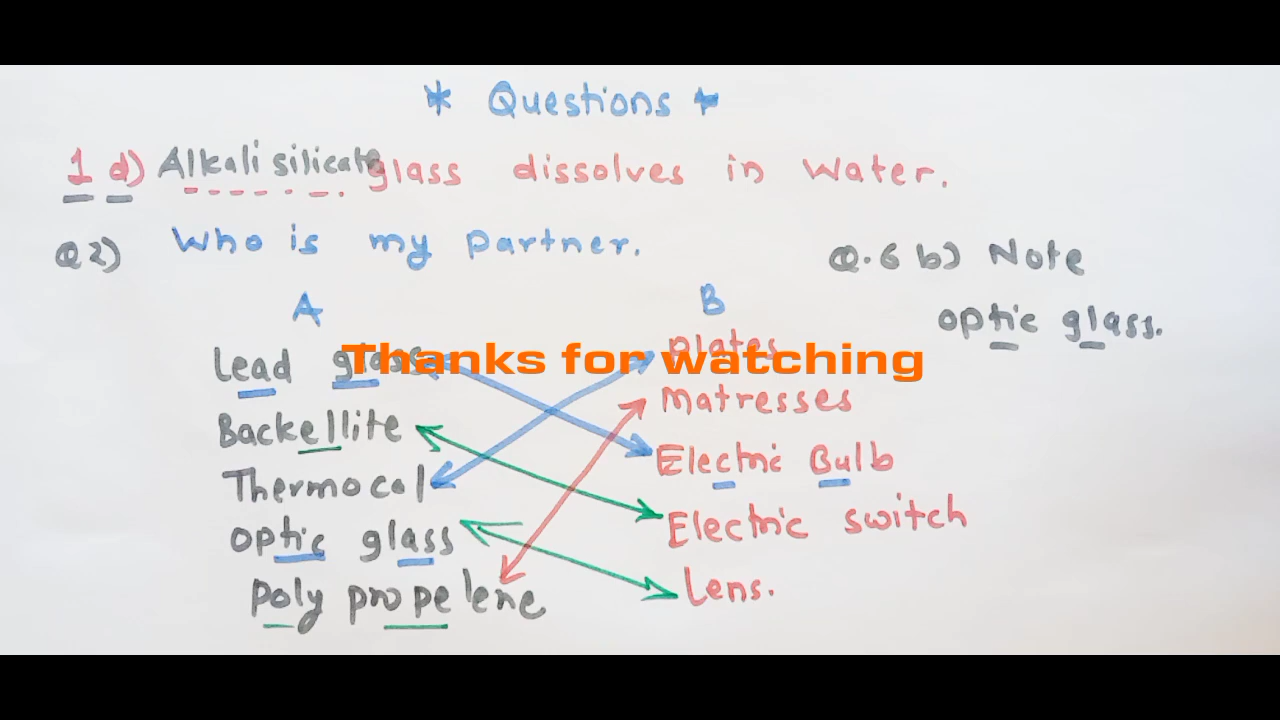 * Questions *
1 d) Alkali silicate glass dissolves in water.
Q 2) Who is my partner.
Q.6 b) Note
optic glass.
A B
Lead glass Plates
Thanks for watching
Backellite Matresses
Thermocol Electric Bulb
optic glass Electric switch
Poly propelene Lens.